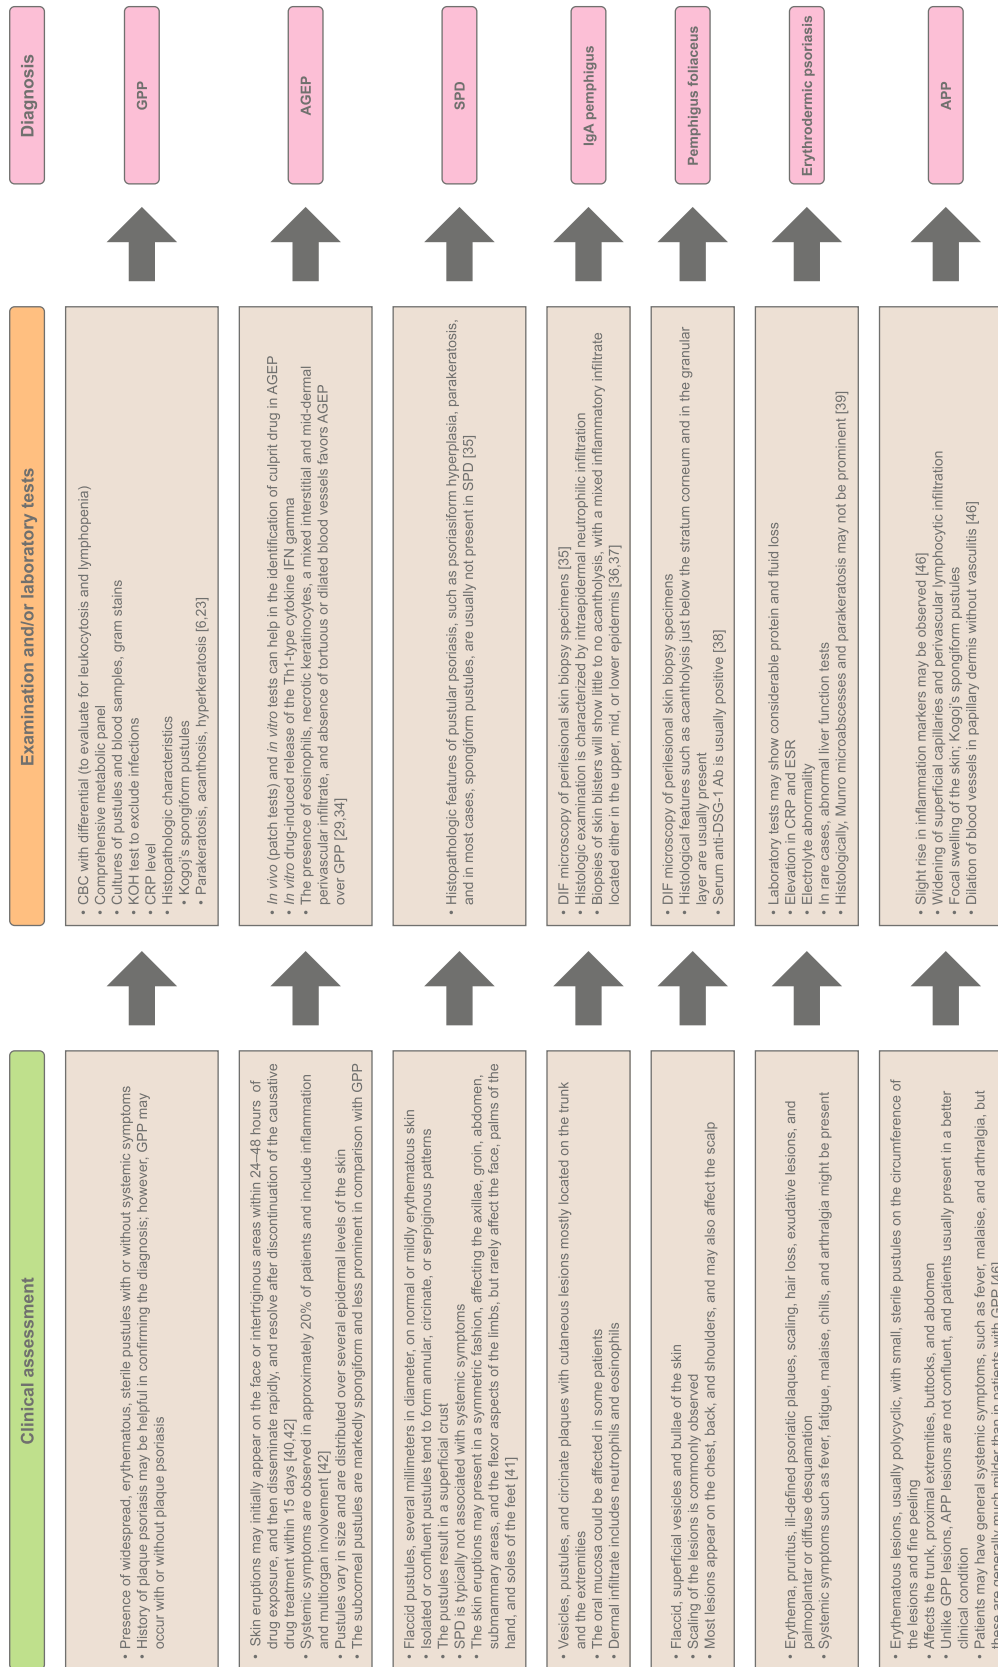 Clinical assessment
Examination and/or laboratory tests
Diagnosis
• Presence of widespread, erythematous, sterile pustules with or without systemic symptoms
• History of plaque psoriasis may be helpful in confirming the diagnosis; however, GPP may
occur with or without plaque psoriasis
• CBC with differential (to evaluate for leukocytosis and lymphopenia)
• Comprehensive metabolic panel
• Cultures of pustules and blood samples, gram stains
• KOH test to exclude infections
• CRP level
• Histopathologic characteristics
• Kogoj's spongiform pustules
• Parakeratosis, acanthosis, hyperkeratosis [6,23]
GPP
• Skin eruptions may initially appear on the face or intertriginous areas within 24–48 hours of
drug exposure, and then disseminate rapidly, and resolve after discontinuation of the causative
drug treatment within 15 days [40,42]
• Systemic symptoms are observed in approximately 20% of patients and include inflammation
and multiorgan involvement [42]
• Pustules vary in size and are distributed over several epidermal levels of the skin
• The subcorneal pustules are markedly spongiform and less prominent in comparison with GPP
• In vivo (patch tests) and in vitro tests can help in the identification of culprit drug in AGEP
• In vitro drug-induced release of the Th1-type cytokine IFN gamma
• The presence of eosinophils, necrotic keratinocytes, a mixed interstitial and mid-dermal
perivascular infiltrate, and absence of tortuous or dilated blood vessels favors AGEP
over GPP [29,34]
AGEP
• Flaccid pustules, several millimeters in diameter, on normal or mildly erythematous skin
• Isolated or confluent pustules tend to form annular, circinate, or serpiginous patterns
• The pustules result in a superficial crust
• SPD is typically not associated with systemic symptoms
• The skin eruptions may present in a symmetric fashion, affecting the axillae, groin, abdomen,
submammary areas, and the flexor aspects of the limbs, but rarely affect the face, palms of the
hand, and soles of the feet [41]
• Histopathologic features of pustular psoriasis, such as psoriasiform hyperplasia, parakeratosis,
and in most cases, spongiform pustules, are usually not present in SPD [35]
SPD
• Vesicles, pustules, and circinate plaques with cutaneous lesions mostly located on the trunk
and the extremities
• The oral mucosa could be affected in some patients
• Dermal infiltrate includes neutrophils and eosinophils
• DIF microscopy of perilesional skin biopsy specimens [35]
• Histologic examination is characterized by intraepidermal neutrophilic infiltration
• Biopsies of skin blisters will show little to no acantholysis, with a mixed inflammatory infiltrate
located either in the upper, mid, or lower epidermis [36,37]
IgA pemphigus
• Flaccid, superficial vesicles and bullae of the skin
• Scaling of the lesions is commonly observed
• Most lesions appear on the chest, back, and shoulders, and may also affect the scalp
• DIF microscopy of perilesional skin biopsy specimens
• Histological features such as acantholysis just below the stratum corneum and in the granular
layer are usually present
• Serum anti-DSG-1 Ab is usually positive [38]
Pemphigus foliaceus
• Erythema, pruritus, ill-defined psoriatic plaques, scaling, hair loss, exudative lesions, and
palmoplantar or diffuse desquamation
• Systemic symptoms such as fever, fatigue, malaise, chills, and arthralgia might be present
• Laboratory tests may show considerable protein and fluid loss
• Elevation in CRP and ESR
• Electrolyte abnormality
• In rare cases, abnormal liver function tests
• Histologically, Munro microabscesses and parakeratosis may not be prominent [39]
Erythrodermic psoriasis
• Erythematous lesions, usually polycyclic, with small, sterile pustules on the circumference of
the lesions and fine peeling
• Affects the trunk, proximal extremities, buttocks, and abdomen
• Unlike GPP lesions, APP lesions are not confluent, and patients usually present in a better
clinical condition
• Patients may have general systemic symptoms, such as fever, malaise, and arthralgia, but
these are generally much milder than in patients with GPP [46]
• Slight rise in inflammation markers may be observed [46]
• Widening of superficial capillaries and perivascular lymphocytic infiltration
• Focal swelling of the skin; Kogoj's spongiform pustules
• Dilation of blood vessels in papillary dermis without vasculitis [46]
APP